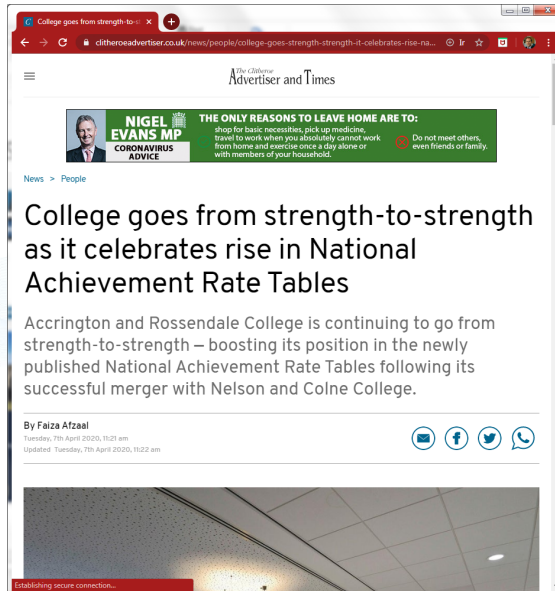 College goes from strength-to-st
clitheroeadvertiser.co.uk/news/people/college-goes-strength-strength-it-celebrates-rise-na...
The Clitheroe
Advertiser and Times
NIGEL
EVANS MP
CORONAVIRUS
ADVICE
THE ONLY REASONS TO LEAVE HOME ARE TO:
shop for basic necessities, pick up medicine,
travel to work when you absolutely cannot work
from home and exercise once a day alone or
with members of your household.
Do not meet others,
even friends or family.
News > People
College goes from strength-to-strength
as it celebrates rise in National
Achievement Rate Tables
Accrington and Rossendale College is continuing to go from
strength-to-strength – boosting its position in the newly
published National Achievement Rate Tables following its
successful merger with Nelson and Colne College.
By Faiza Afzaal
Tuesday, 7th April 2020, 11:21 am
Updated Tuesday, 7th April 2020, 11:22 am
Establishing secure connection...